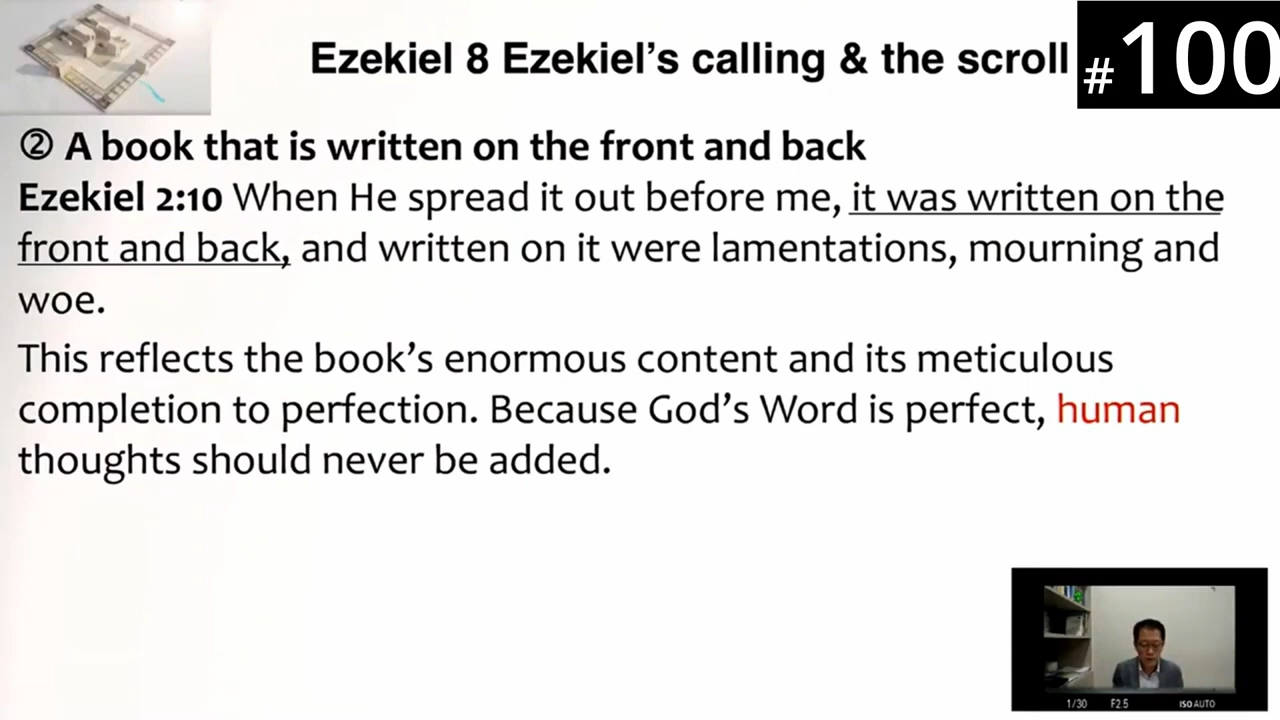 Ezekiel 8 Ezekiel’s calling & the scroll
#100
② A book that is written on the front and back
Ezekiel 2:10 When He spread it out before me, it was written on the
front and back, and written on it were lamentations, mourning and
woe.
This reflects the book’s enormous content and its meticulous
completion to perfection. Because God’s Word is perfect, human
thoughts should never be added.
1/30 F2.5 ISO AUTO